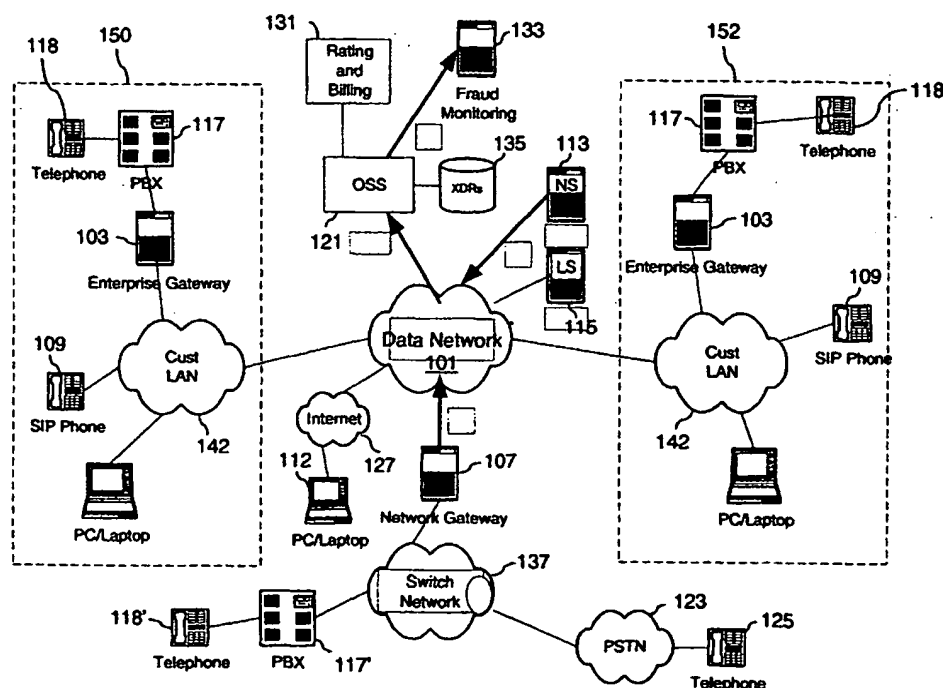 150
118
Telephone
117
PBX
103
Enterprise Gateway
109
SIP Phone
Cust
LAN
142
PC/Laptop
131
Rating
and
Billing
133
Fraud
Monitoring
135
OSS
XDRs
121
113
NS
LS
115
Data Network
101
Internet
127
112
PC/Laptop
107
Network Gateway
152
117
118
PBX
Telephone
103
Enterprise Gateway
109
SIP Phone
Cust
LAN
142
PC/Laptop
Switch
Network
137
118'
Telephone
PBX
117'
123
PSTN
125
Telephone